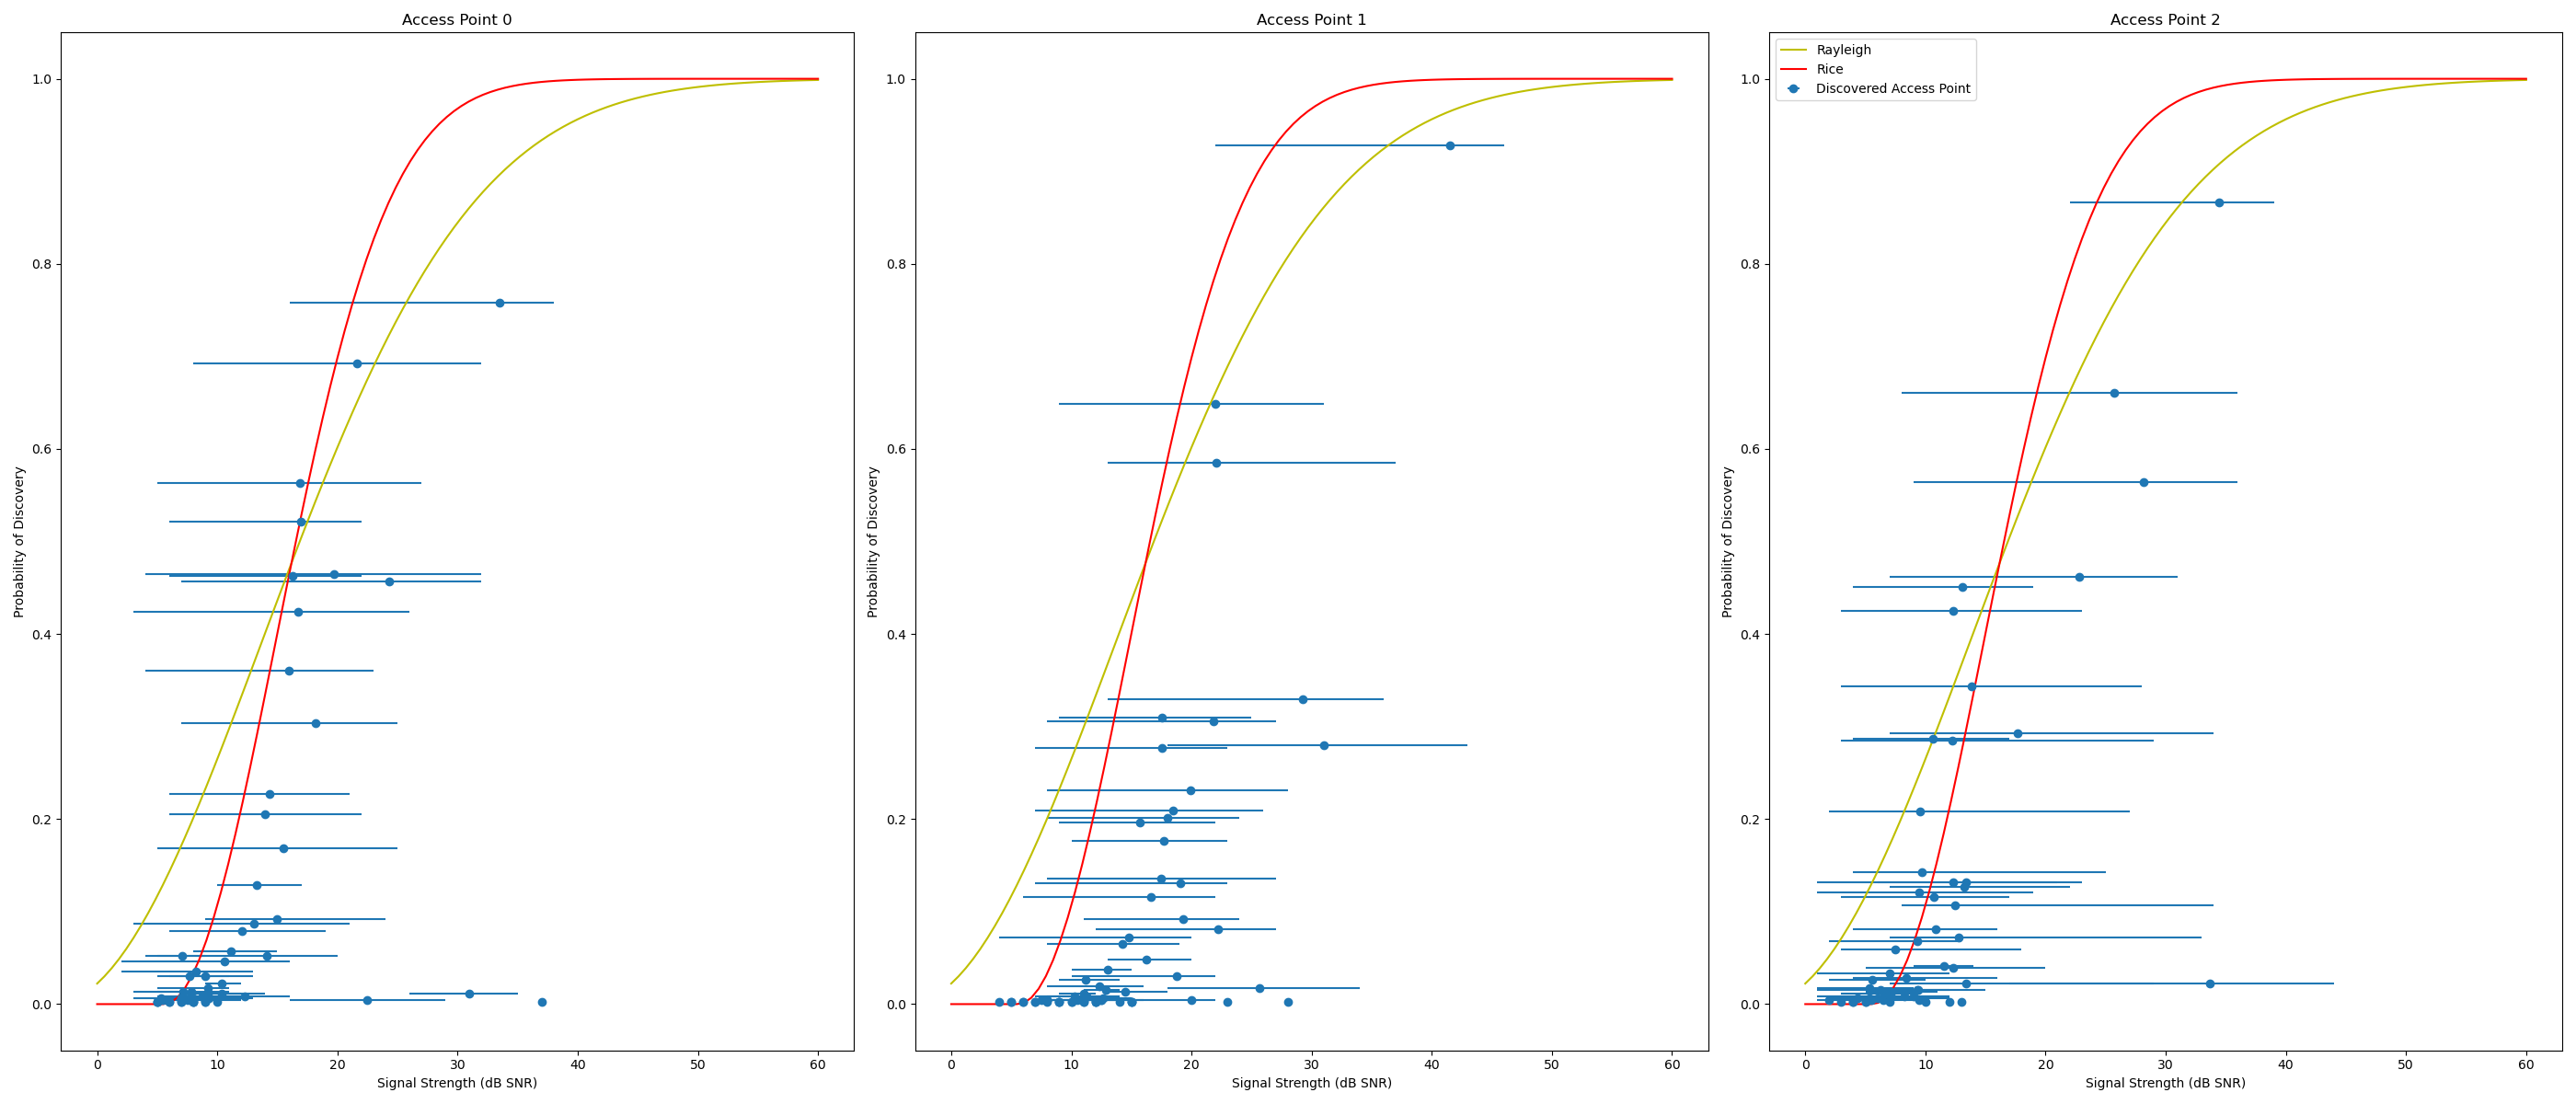 Access Point 0
Probability of Discovery
1.0
0.8
0.6
0.4
0.2
0.0
0 10 20 30 40 50 60
Signal Strength (dB SNR)
Access Point 1
Probability of Discovery
1.0
0.8
0.6
0.4
0.2
0.0
0 10 20 30 40 50 60
Signal Strength (dB SNR)
Access Point 2
Rayleigh
Rice
Discovered Access Point
Probability of Discovery
1.0
0.8
0.6
0.4
0.2
0.0
0 10 20 30 40 50 60
Signal Strength (dB SNR)